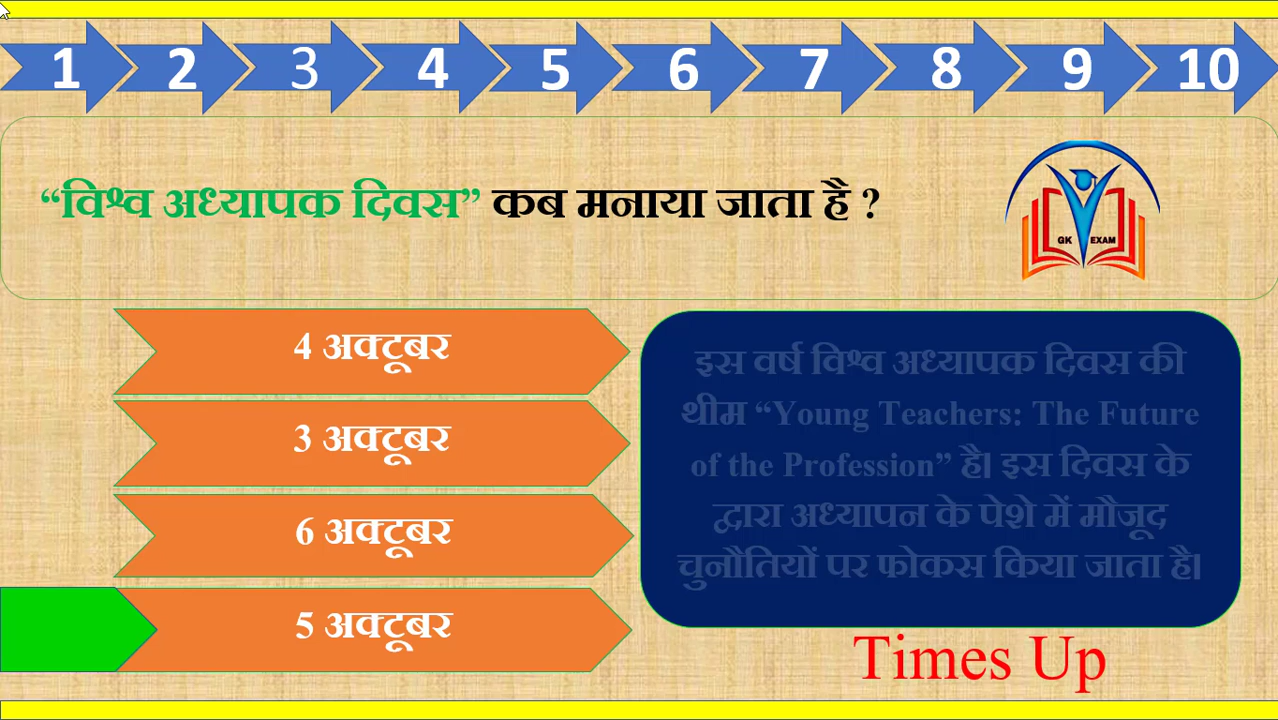 1 2 3 4 5 6 7 8 9 10
“विश्व अध्यापक दिवस” कब मनाया जाता है ?
GK EXAM
4 अक्टूबर
3 अक्टूबर
6 अक्टूबर
5 अक्टूबर
इस वर्ष विश्व अध्यापक दिवस की
थीम “Young Teachers: The Future
of the Profession” है। इस दिवस के
द्वारा अध्यापन के पेशे में मौजूद
चुनौतियों पर फोकस किया जाता है।
Times Up